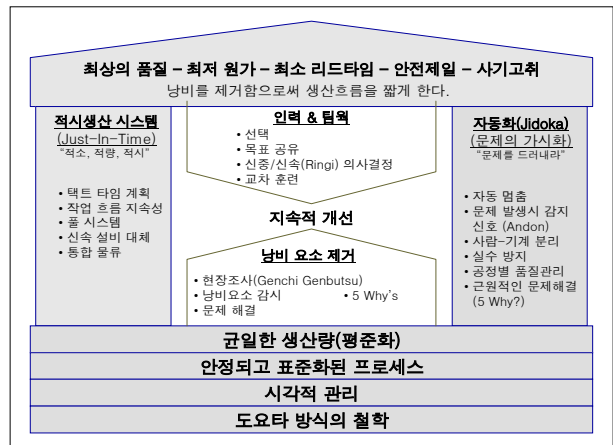 최상의 품질 – 최저 원가 – 최소 리드타임 – 안전제일 – 사기고취
낭비를 제거함으로써 생산흐름을 짧게 한다.
적시생산 시스템
(Just-In-Time)
"적소, 적량, 적시"
• 택트 타임 계획
• 작업 흐름 지속성
• 풀 시스템
• 신속 설비 대체
• 통합 물류
인력 & 팀웍
• 선택
• 목표 공유
• 신중/신속(Ringi) 의사결정
• 교차 훈련
지속적 개선
낭비 요소 제거
• 현장조사(Genchi Genbutsu)
• 낭비요소 감시 • 5 Why's
• 문제 해결
자동화(Jidoka)
(문제의 가시화)
"문제를 드러내라"
• 자동 멈춤
• 문제 발생시 감지
신호 (Andon)
• 사람-기계 분리
• 실수 방지
• 공정별 품질관리
• 근원적인 문제해결
(5 Why?)
균일한 생산량(평준화)
안정되고 표준화된 프로세스
시각적 관리
도요타 방식의 철학